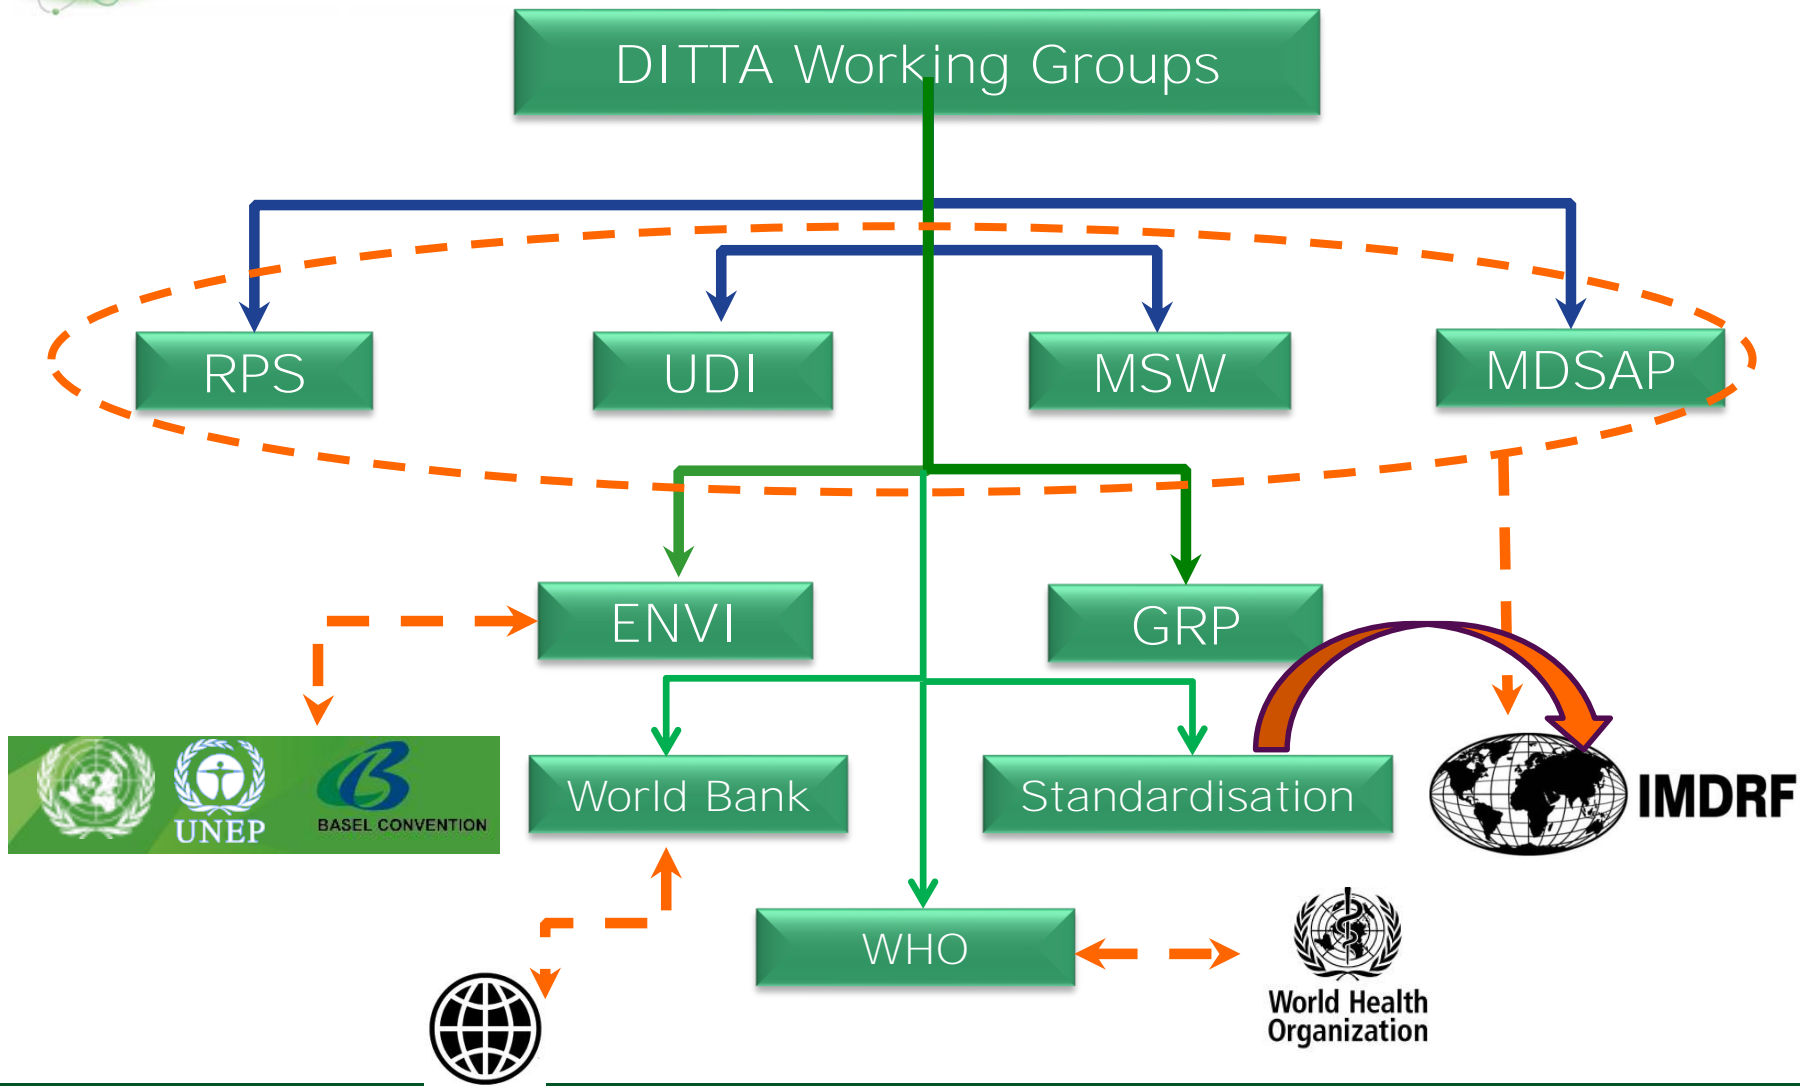 DITTA Working Groups
RPS
UDI
MSW
MDSAP
ENVI
GRP
UNEP
BASEL CONVENTION
World Bank
Standardisation
IMDRF
WHO
World Health
Organization